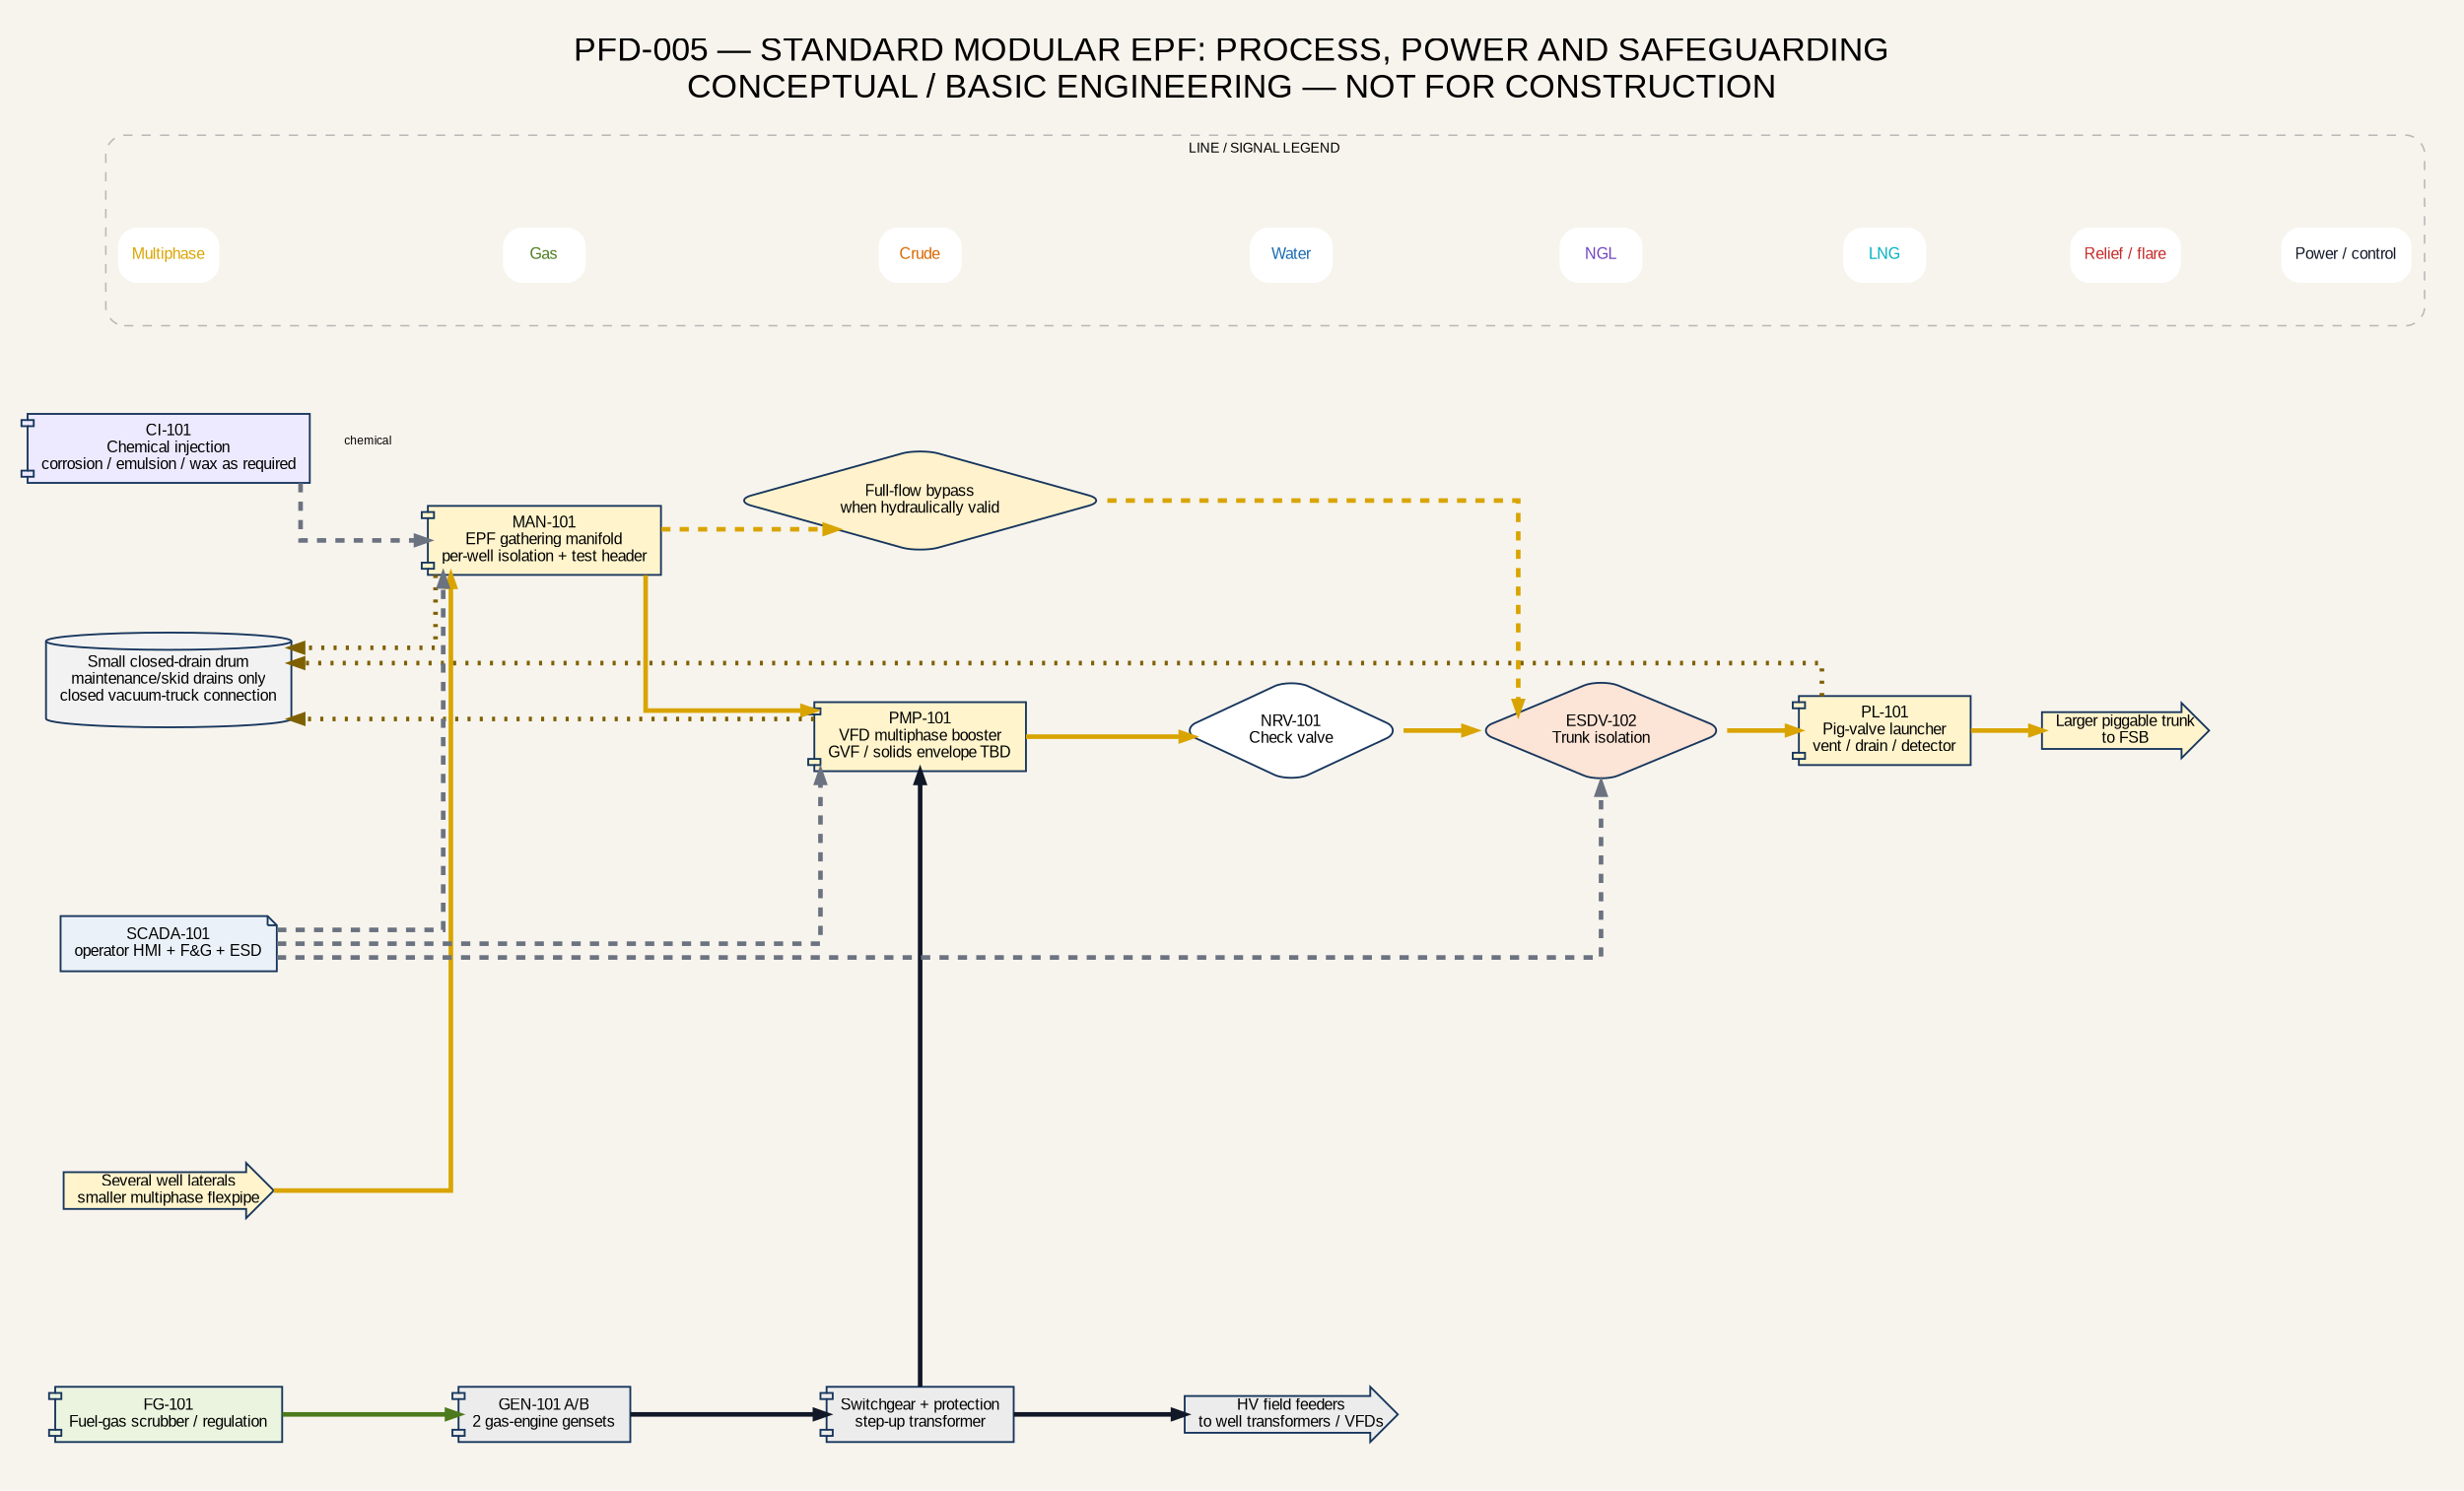 PFD-005 — STANDARD MODULAR EPF: PROCESS, POWER AND SAFEGUARDING
CONCEPTUAL / BASIC ENGINEERING — NOT FOR CONSTRUCTION
LINE / SIGNAL LEGEND
Multiphase
Gas
Crude
Water
NGL
LNG
Relief / flare
Power / control
CI-101
Chemical injection
corrosion / emulsion / wax as required
chemical
MAN-101
EPF gathering manifold
per-well isolation + test header
Full-flow bypass
when hydraulically valid
Small closed-drain drum
maintenance/skid drains only
closed vacuum-truck connection
PMP-101
VFD multiphase booster
GVF / solids envelope TBD
NRV-101
Check valve
ESDV-102
Trunk isolation
PL-101
Pig-valve launcher
vent / drain / detector
Larger piggable trunk
to FSB
SCADA-101
operator HMI + F&G + ESD
Several well laterals
smaller multiphase flexpipe
FG-101
Fuel-gas scrubber / regulation
GEN-101 A/B
2 gas-engine gensets
Switchgear + protection
step-up transformer
HV field feeders
to well transformers / VFDs